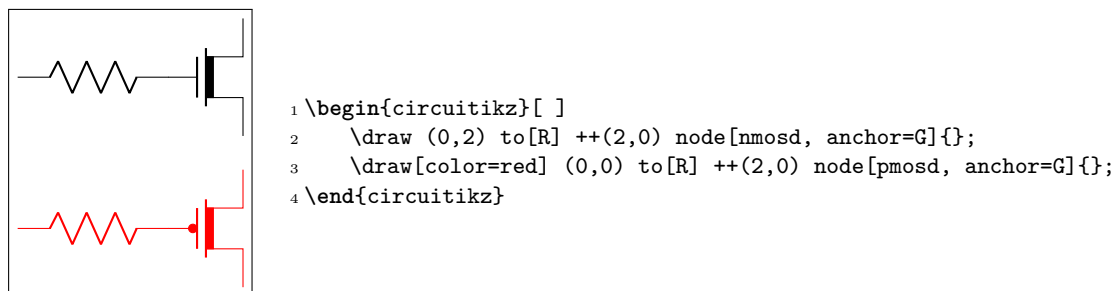 1 \begin{circuitikz}[ ]
2 \draw (0,2) to[R] ++(2,0) node[nmosd, anchor=G]{};
3 \draw[color=red] (0,0) to[R] ++(2,0) node[pmosd, anchor=G]{};
4 \end{circuitikz}